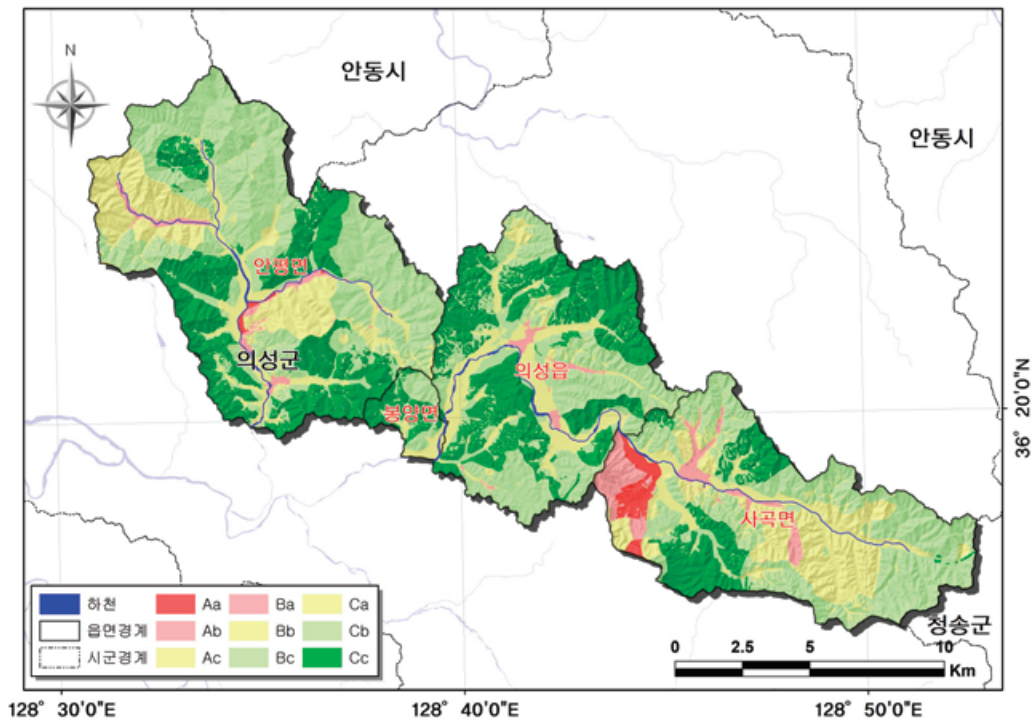 N
안동시
안동시
안평면
의성군
의성읍
봉양면
사곡면
청송군
36° 20'0"N
하천
읍면경계
시군경계
Aa
Ba
Ca
Ab
Bb
Cb
Ac
Bc
Cc
0 2.5 5 10
Km
128° 30'0"E
128° 40'0"E
128° 50'0"E